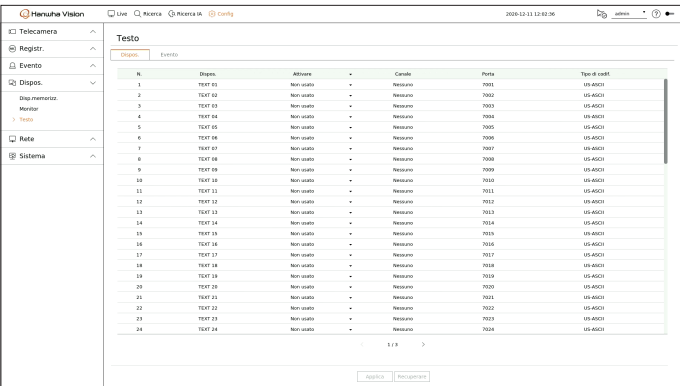 Hanwha Vision
Live Ricerca Ricerca IA Config
2020-12-11 12:02:36
admin
Telecamera
Registr.
Evento
Dispos.
Disp.memorizz.
Monitor
Testo
Rete
Sistema
Testo
Dispos. Evento
N. Dispos. Attivare Canale Porta Tipo di codif.
1 TEXT 01 Non usato Nessuno 7001 US-ASCII
2 TEXT 02 Non usato Nessuno 7002 US-ASCII
3 TEXT 03 Non usato Nessuno 7003 US-ASCII
4 TEXT 04 Non usato Nessuno 7004 US-ASCII
5 TEXT 05 Non usato Nessuno 7005 US-ASCII
6 TEXT 06 Non usato Nessuno 7006 US-ASCII
7 TEXT 07 Non usato Nessuno 7007 US-ASCII
8 TEXT 08 Non usato Nessuno 7008 US-ASCII
9 TEXT 09 Non usato Nessuno 7009 US-ASCII
10 TEXT 10 Non usato Nessuno 7010 US-ASCII
11 TEXT 11 Non usato Nessuno 7011 US-ASCII
12 TEXT 12 Non usato Nessuno 7012 US-ASCII
13 TEXT 13 Non usato Nessuno 7013 US-ASCII
14 TEXT 14 Non usato Nessuno 7014 US-ASCII
15 TEXT 15 Non usato Nessuno 7015 US-ASCII
16 TEXT 16 Non usato Nessuno 7016 US-ASCII
17 TEXT 17 Non usato Nessuno 7017 US-ASCII
18 TEXT 18 Non usato Nessuno 7018 US-ASCII
19 TEXT 19 Non usato Nessuno 7019 US-ASCII
20 TEXT 20 Non usato Nessuno 7020 US-ASCII
21 TEXT 21 Non usato Nessuno 7021 US-ASCII
22 TEXT 22 Non usato Nessuno 7022 US-ASCII
23 TEXT 23 Non usato Nessuno 7023 US-ASCII
24 TEXT 24 Non usato Nessuno 7024 US-ASCII
1 / 3
Applica Recuperare